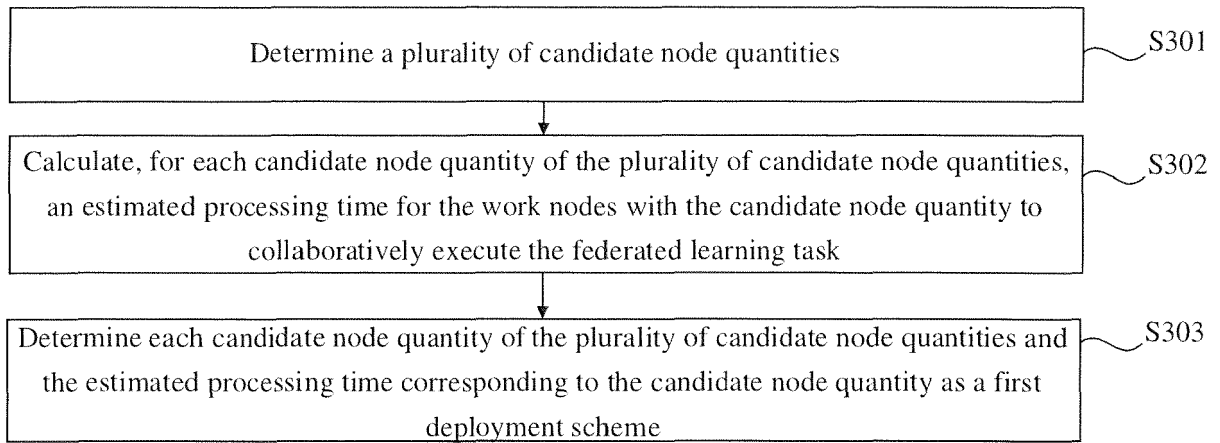 Determine a plurality of candidate node quantities
S301
Calculate, for each candidate node quantity of the plurality of candidate node quantities,
an estimated processing time for the work nodes with the candidate node quantity to
collaboratively execute the federated learning task
S302
Determine each candidate node quantity of the plurality of candidate node quantities and
the estimated processing time corresponding to the candidate node quantity as a first
deployment scheme
S303